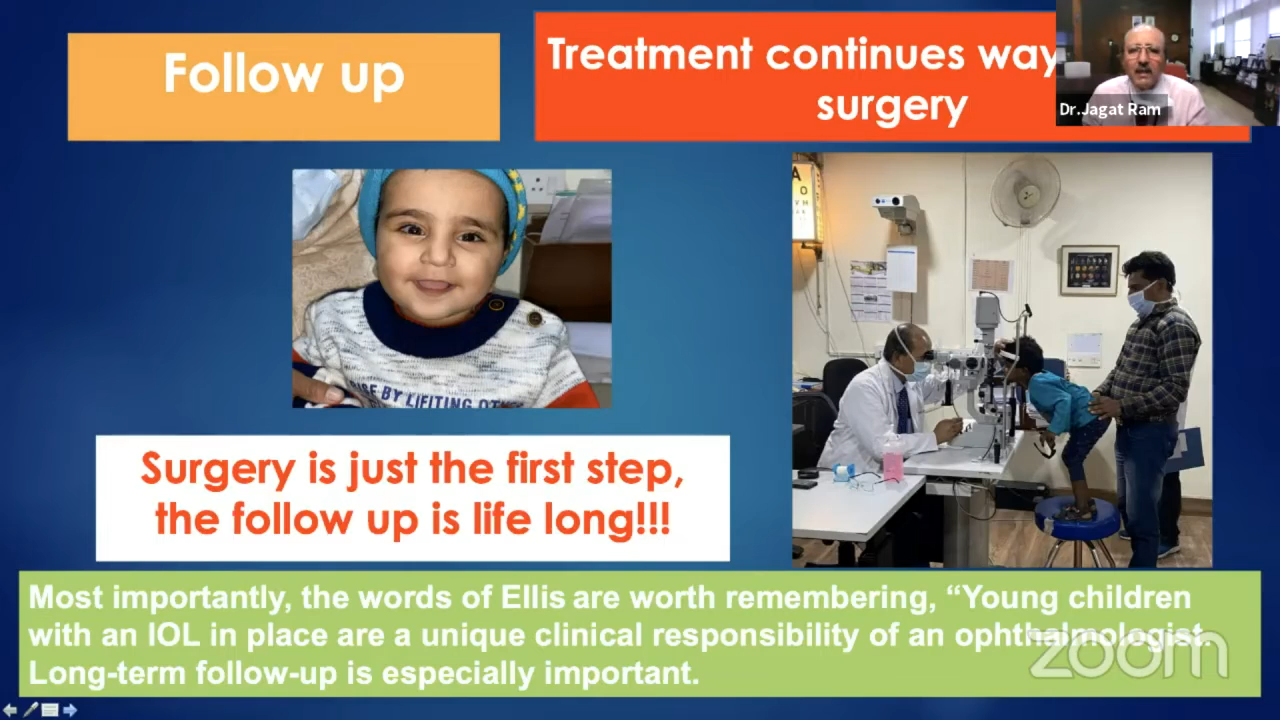 Follow up
Treatment continues way
surgery
Dr.Jagat Ram
BY LIFITING
Surgery is just the first step,
the follow up is life long!!!
Most importantly, the words of Ellis are worth remembering, “Young children
with an IOL in place are a unique clinical responsibility of an ophthalmologist.
Long-term follow-up is especially important.
zoom